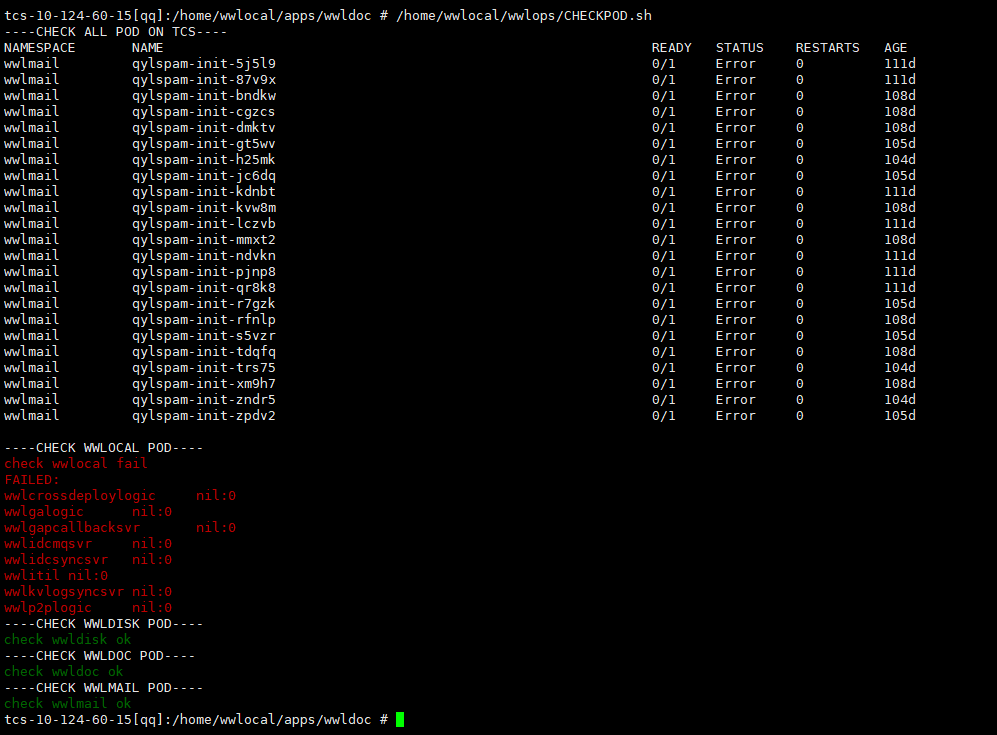 tcs-10-124-60-15[qq]:/home/wwlocal/apps/wwldoc # /home/wwlocal/wwlops/CHECKPOD.sh
----CHECK ALL POD ON TCS----
NAMESPACE NAME READY STATUS RESTARTS AGE
wwlmail qylspam-init-5j5l9 0/1 Error 0 111d
wwlmail qylspam-init-87v9x 0/1 Error 0 111d
wwlmail qylspam-init-bndkw 0/1 Error 0 108d
wwlmail qylspam-init-cgzcs 0/1 Error 0 108d
wwlmail qylspam-init-dmktv 0/1 Error 0 108d
wwlmail qylspam-init-gt5wv 0/1 Error 0 105d
wwlmail qylspam-init-h25mk 0/1 Error 0 104d
wwlmail qylspam-init-jc6dq 0/1 Error 0 105d
wwlmail qylspam-init-kdnbt 0/1 Error 0 111d
wwlmail qylspam-init-kvw8m 0/1 Error 0 108d
wwlmail qylspam-init-lczvb 0/1 Error 0 111d
wwlmail qylspam-init-mmxt2 0/1 Error 0 108d
wwlmail qylspam-init-ndvkn 0/1 Error 0 111d
wwlmail qylspam-init-pjnp8 0/1 Error 0 111d
wwlmail qylspam-init-qr8k8 0/1 Error 0 111d
wwlmail qylspam-init-r7gzk 0/1 Error 0 105d
wwlmail qylspam-init-rfnlp 0/1 Error 0 108d
wwlmail qylspam-init-s5vzr 0/1 Error 0 105d
wwlmail qylspam-init-tdqfq 0/1 Error 0 108d
wwlmail qylspam-init-trs75 0/1 Error 0 104d
wwlmail qylspam-init-xm9h7 0/1 Error 0 108d
wwlmail qylspam-init-zndr5 0/1 Error 0 104d
wwlmail qylspam-init-zpdv2 0/1 Error 0 105d
----CHECK WWLOCAL POD----
check wwlocal fail
FAILED:
wwlcrossdeploylogic nil:0
wwlgalogic nil:0
wwlgapcallbacksvr nil:0
wwlidcmqsvr nil:0
wwlidcsyncsvr nil:0
wwlitil nil:0
wwlkvlogsyncsvr nil:0
wwlp2plogic nil:0
----CHECK WWLDISK POD----
check wwldisk ok
----CHECK WWLDOC POD----
check wwldoc ok
----CHECK WWLMAIL POD----
check wwlmail ok
tcs-10-124-60-15[qq]:/home/wwlocal/apps/wwldoc #